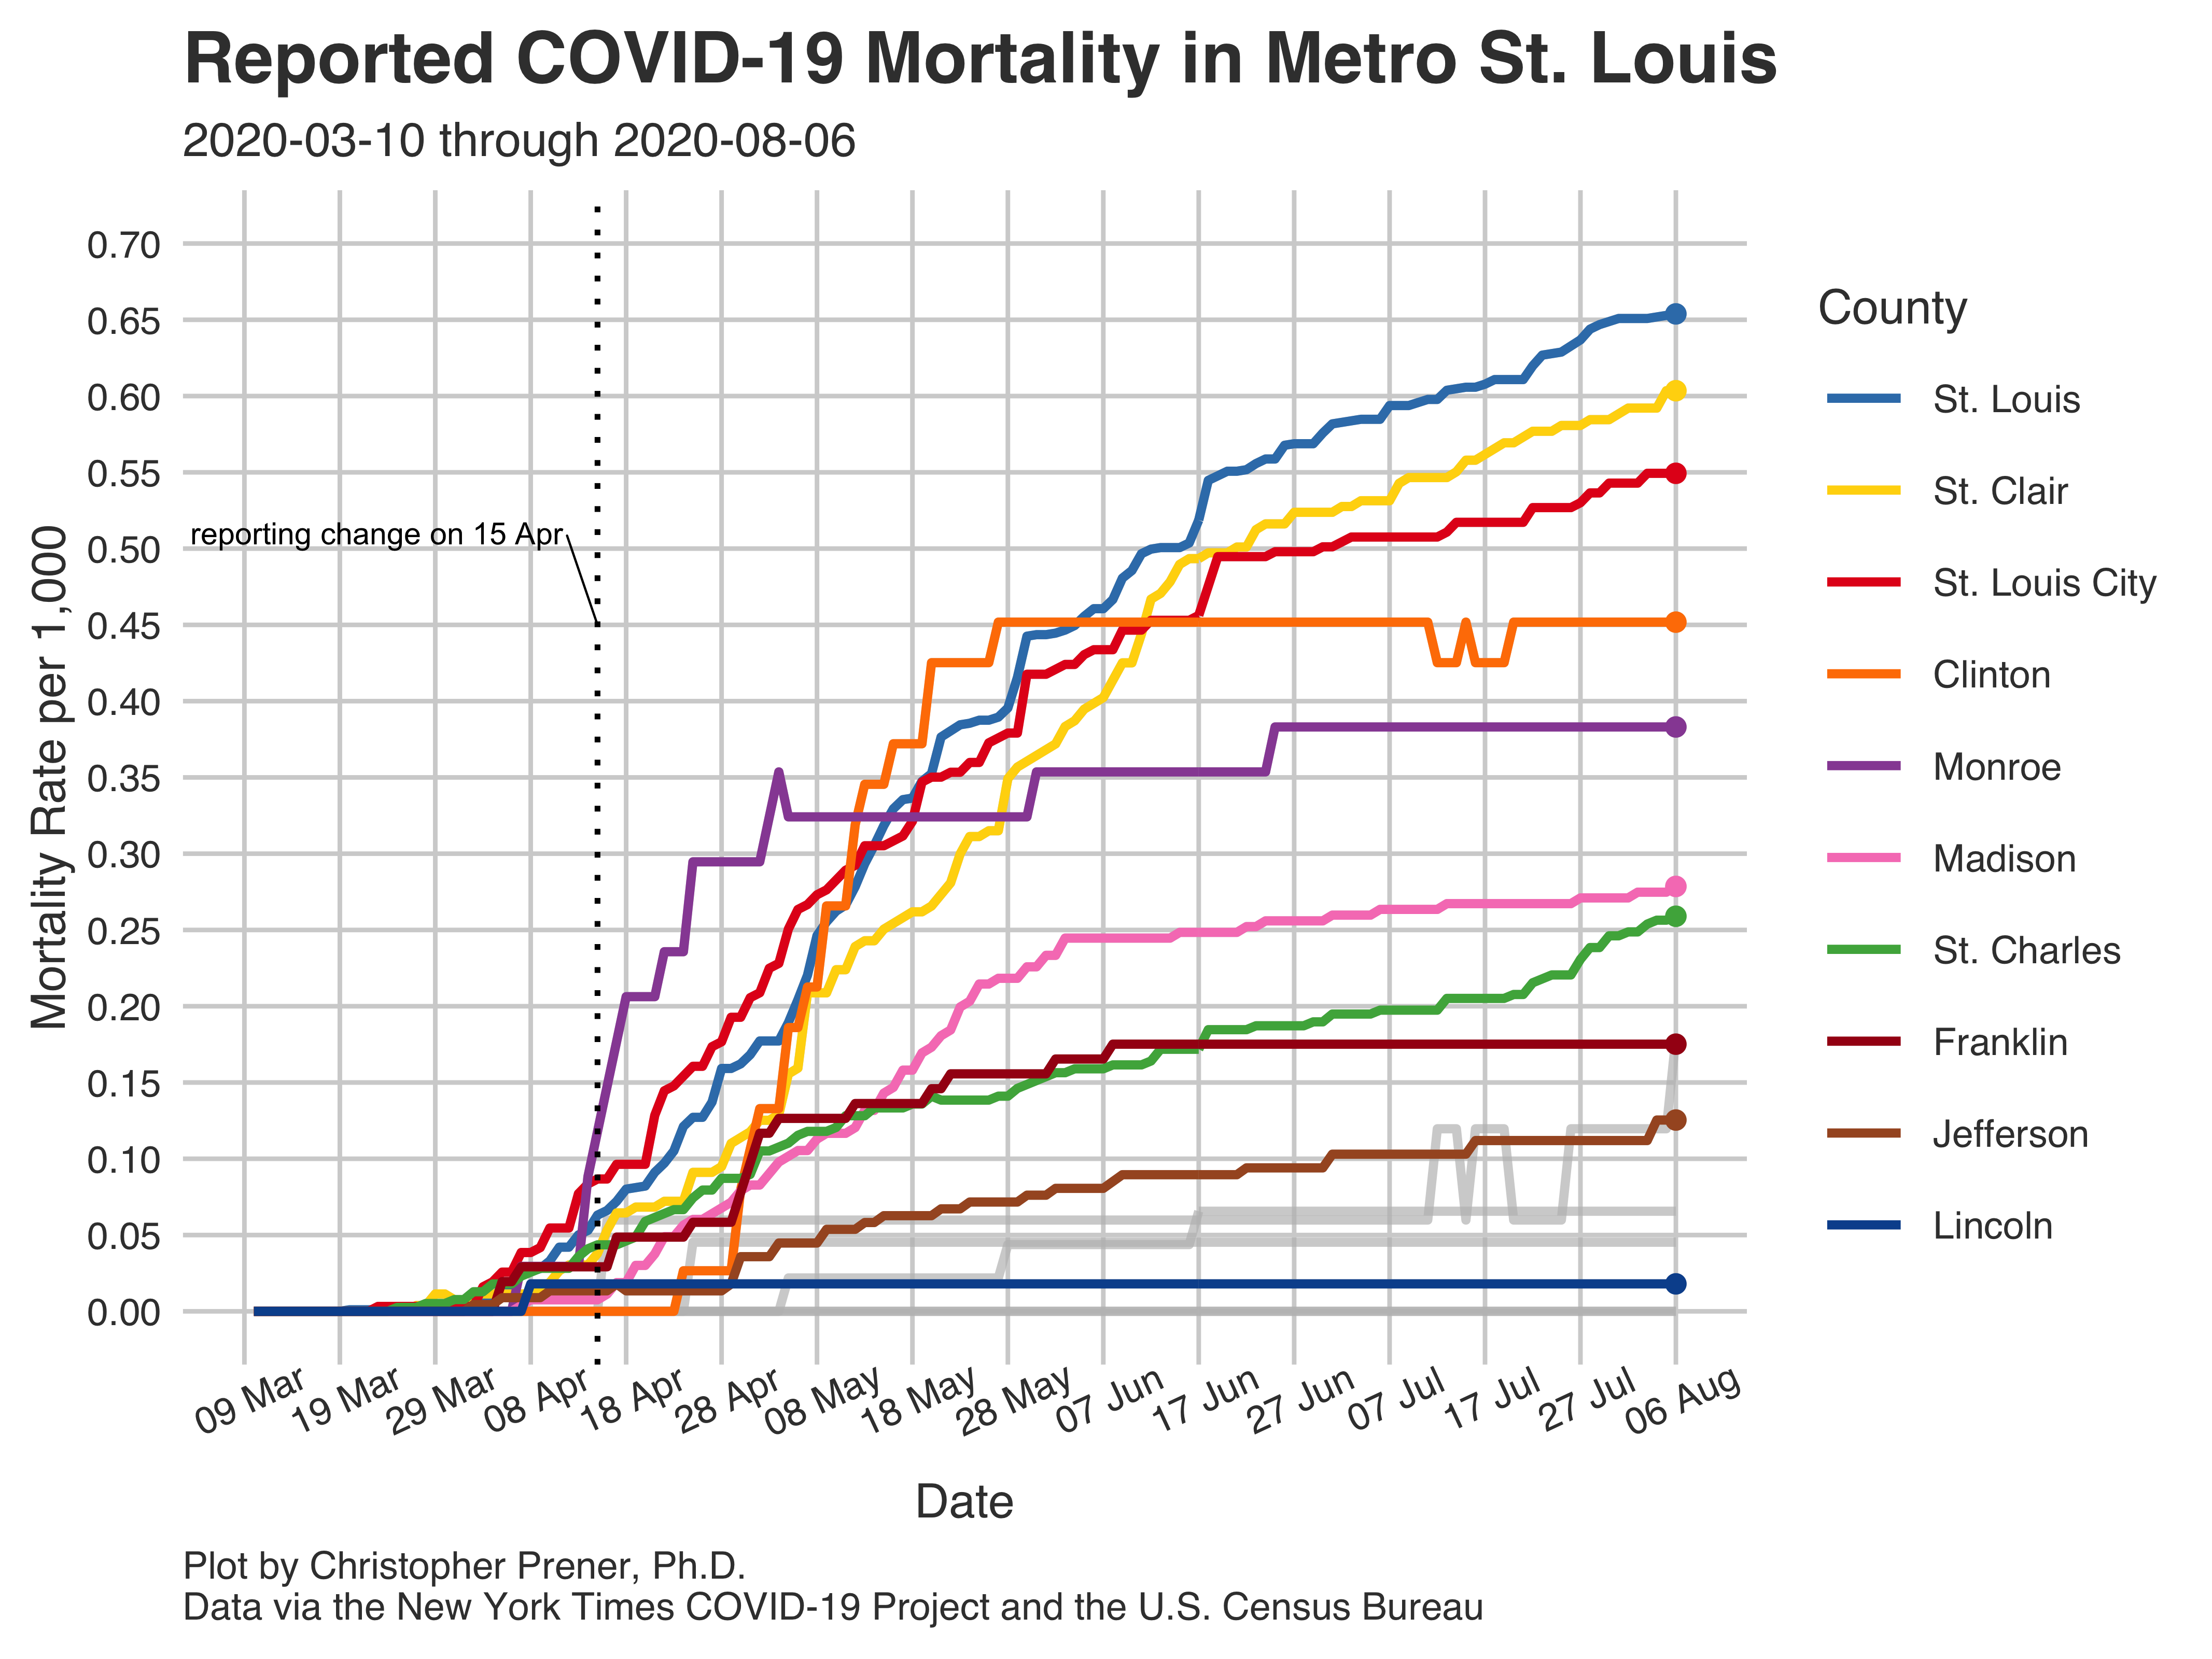 Reported COVID-19 Mortality in Metro St. Louis
2020-03-10 through 2020-08-06
Mortality Rate per 1,000
0.70
0.65
0.60
0.55
0.50
0.45
0.40
0.35
0.30
0.25
0.20
0.15
0.10
0.05
0.00
reporting change on 15 Apr
09 Mar
19 Mar
29 Mar
08 Apr
18 Apr
28 Apr
08 May
18 May
28 May
07 Jun
17 Jun
27 Jun
07 Jul
17 Jul
27 Jul
06 Aug
Date
County
St. Louis
St. Clair
St. Louis City
Clinton
Monroe
Madison
St. Charles
Franklin
Jefferson
Lincoln
Plot by Christopher Prener, Ph.D.
Data via the New York Times COVID-19 Project and the U.S. Census Bureau